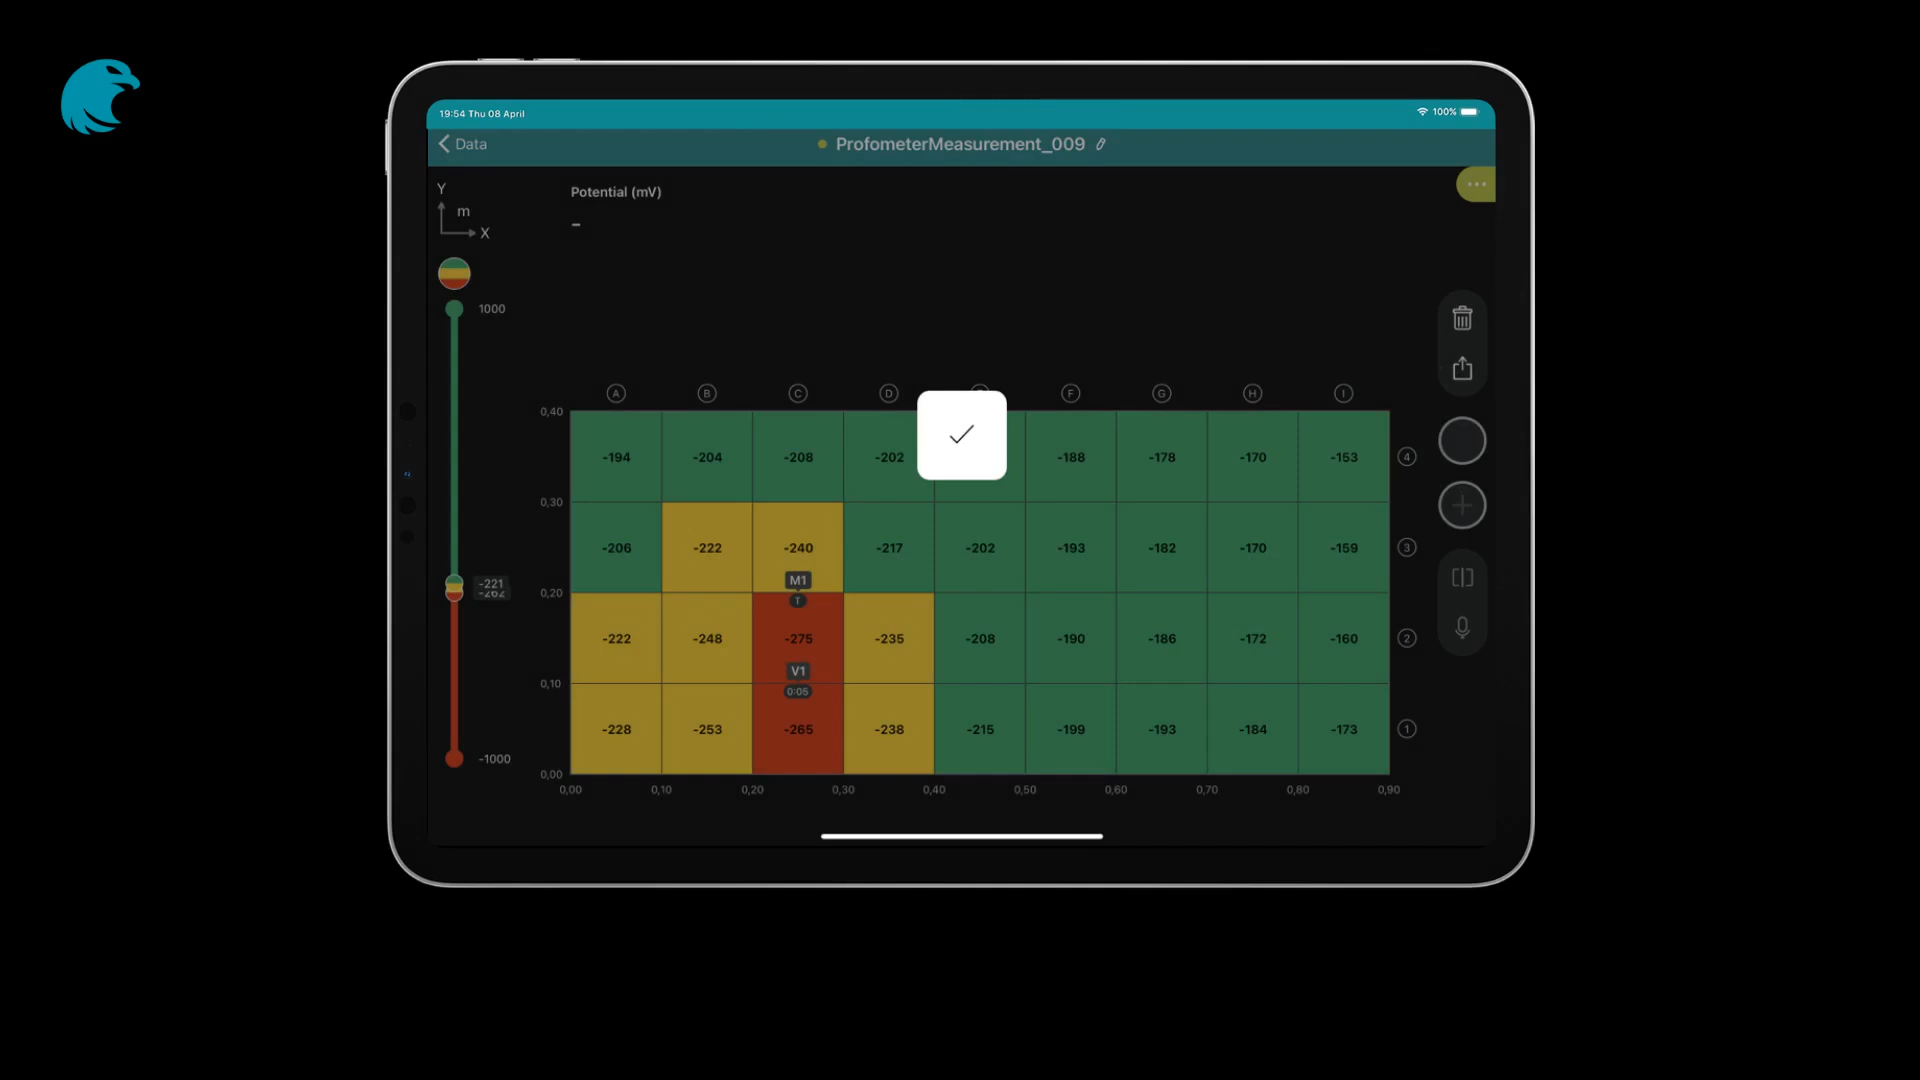 19:54 Thu 08 April
100%
Data
ProfometerMeasurement_009
Y
m
X
Potential (mV)
–
1000
-221
-262
-1000
A B C D F G H I
0,40
-194 -204 -208 -202 -188 -178 -170 -153 4
0,30
-206 -222 -240 -217 -202 -193 -182 -170 -159 3
M1
0,20
T
-222 -248 -275 -235 -208 -190 -186 -172 -160 2
V1
0,10
0:05
-228 -253 -265 -238 -215 -199 -193 -184 -173 1
0,00
0,00 0,10 0,20 0,30 0,40 0,50 0,60 0,70 0,80 0,90